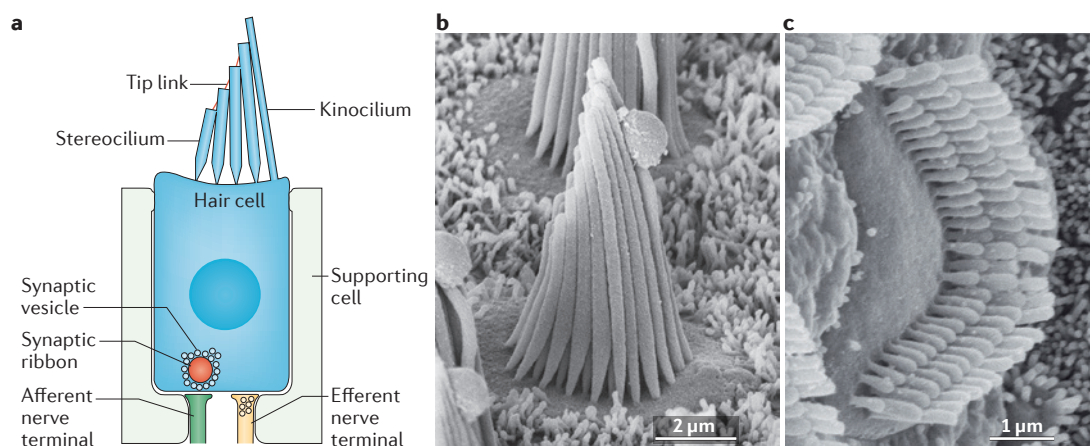 a
Tip link
Kinocilium
Stereocilium
Hair cell
Supporting
cell
Synaptic
vesicle
Synaptic
ribbon
Afferent
nerve
terminal
Efferent
nerve
terminal
b
2 µm
c
1 µm